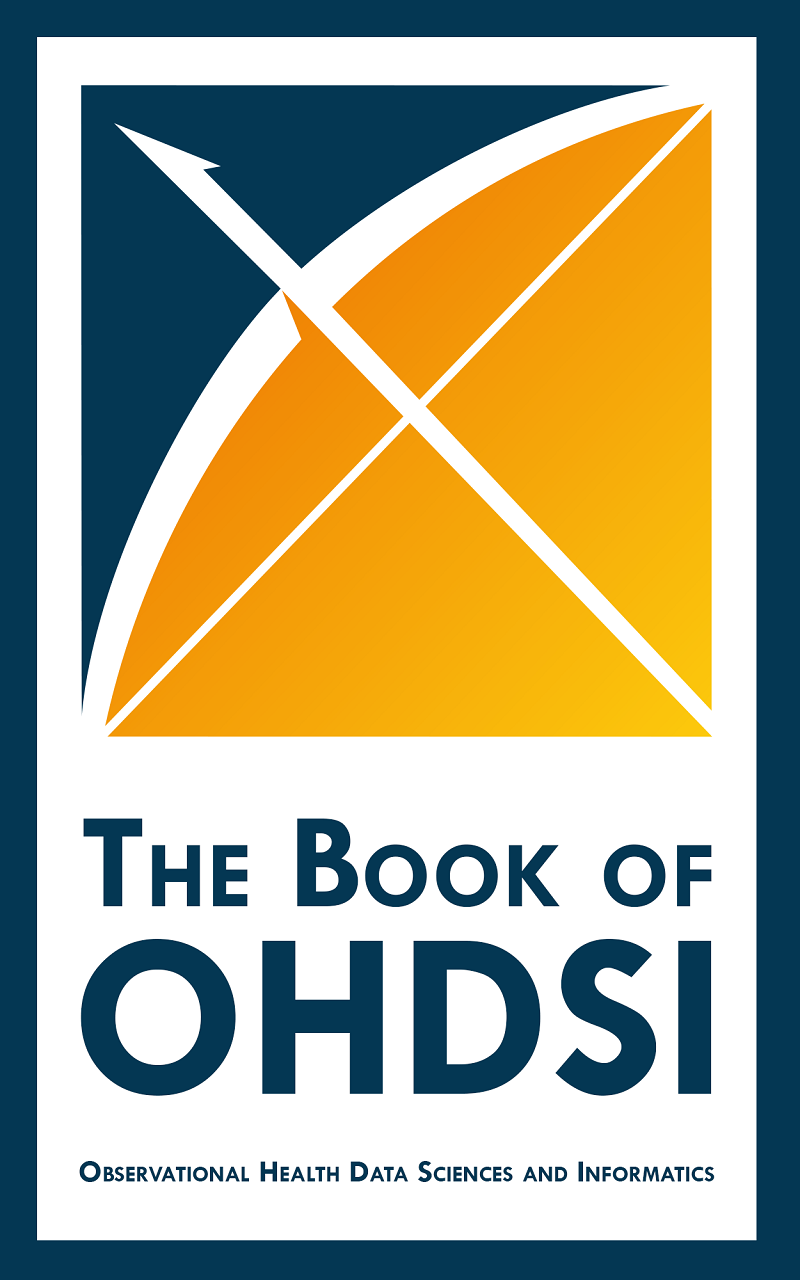 The Book of
OHDSI
Observational Health Data Sciences and Informatics